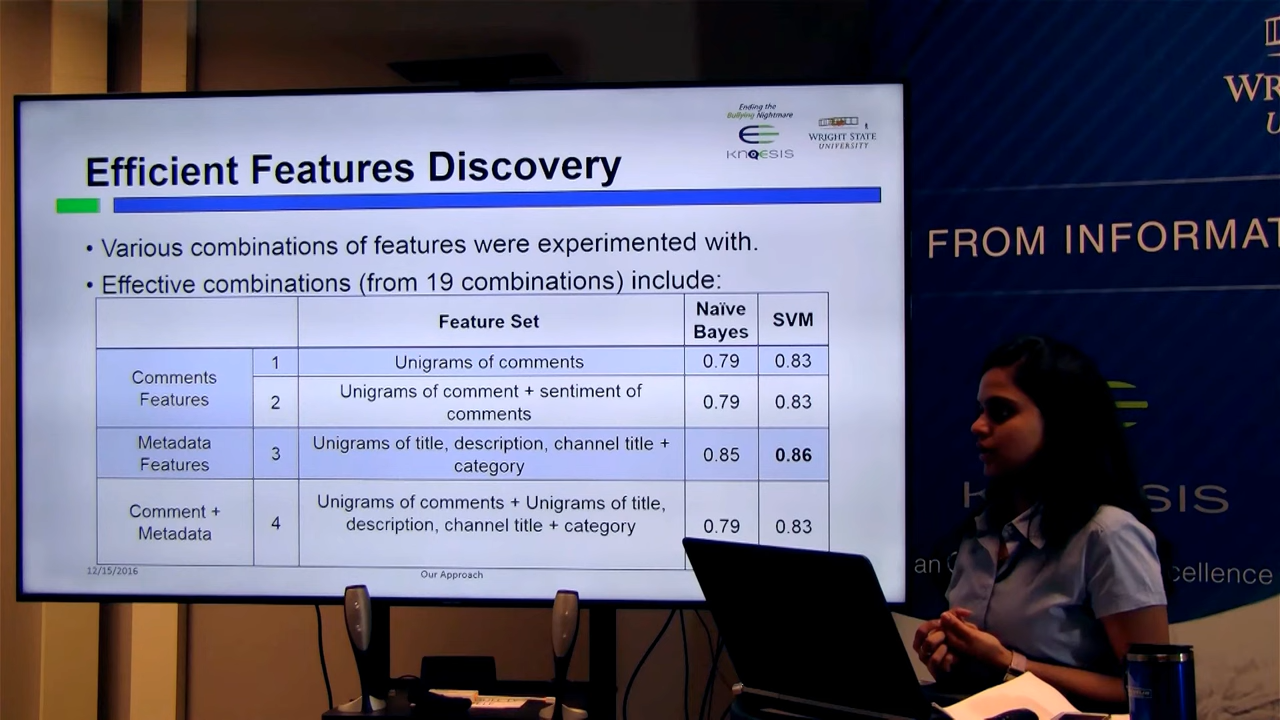 Ending the
Bullying Nightmare
knoesis
WRIGHT STATE
UNIVERSITY
Efficient Features Discovery
• Various combinations of features were experimented with.
• Effective combinations (from 19 combinations) include:
Feature Set
Naïve
Bayes
SVM
Comments
Features
1
Unigrams of comments
0.79
0.83
2
Unigrams of comment + sentiment of
comments
0.79
0.83
Metadata
Features
3
Unigrams of title, description, channel title +
category
0.85
0.86
Comment +
Metadata
4
Unigrams of comments + Unigrams of title,
description, channel title + category
0.79
0.83
12/15/2016
Our Approach
WR
U
FROM INFORMAT
K
SIS
an
cellence